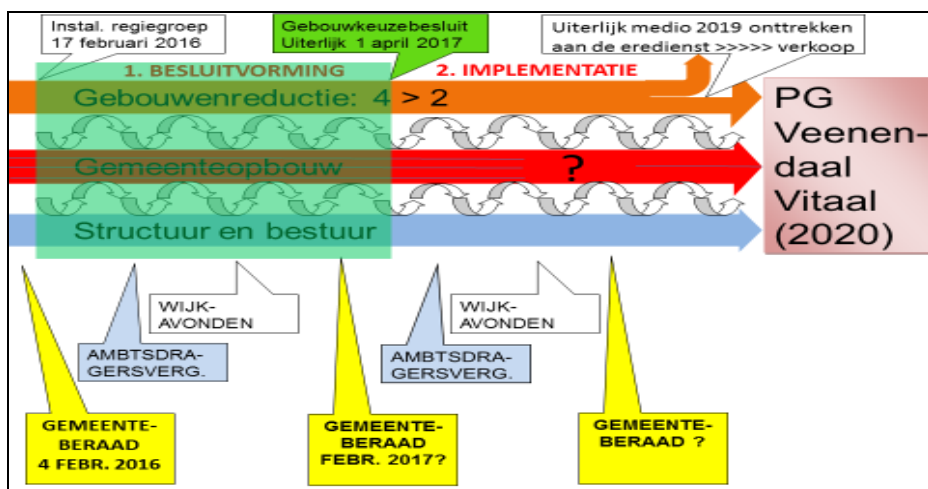 Instal. regiegroep
17 februari 2016
Gebouwkeuzebesluit
Uiterlijk 1 april 2017
Uiterlijk medio 2019 onttrekken
aan de eredienst >>>>> verkoop
1. BESLUITVORMING
2. IMPLEMENTATIE
Gebouwenreductie: 4 > 2
Gemeenteopbouw
?
Structuur en bestuur
PG
Veenen-
daal
Vitaal
(2020)
WIJK-
AVONDEN
AMBTSDRA-
GERSVERG.
WIJK-
AVONDEN
AMBTSDRA-
GERSVERG.
GEMEENTE-
BERAAD
4 FEBR. 2016
GEMEENTE-
BERAAD
FEBR. 2017?
GEMEENTE-
BERAAD ?